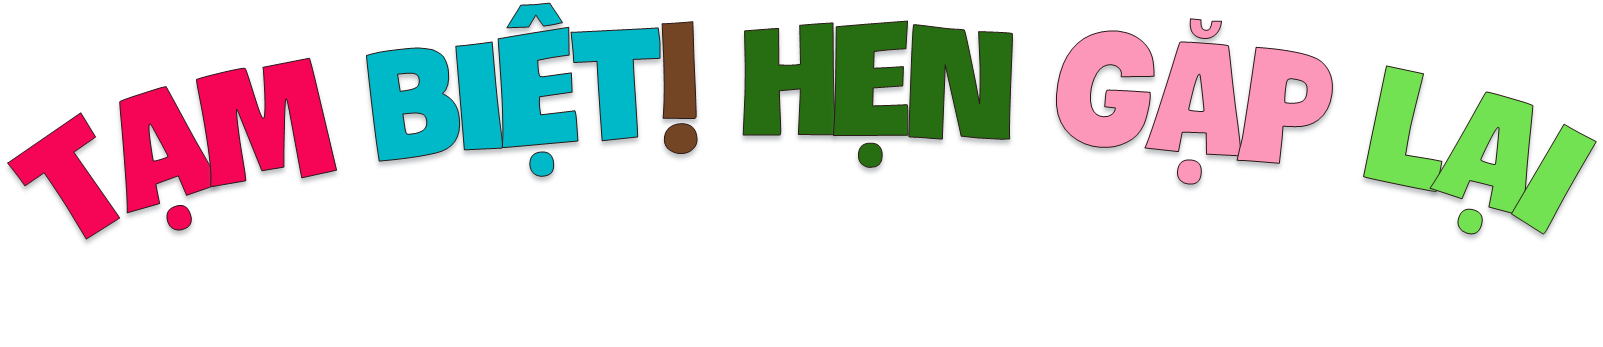 TẠM BIỆT! HẸN GẶP LẠI